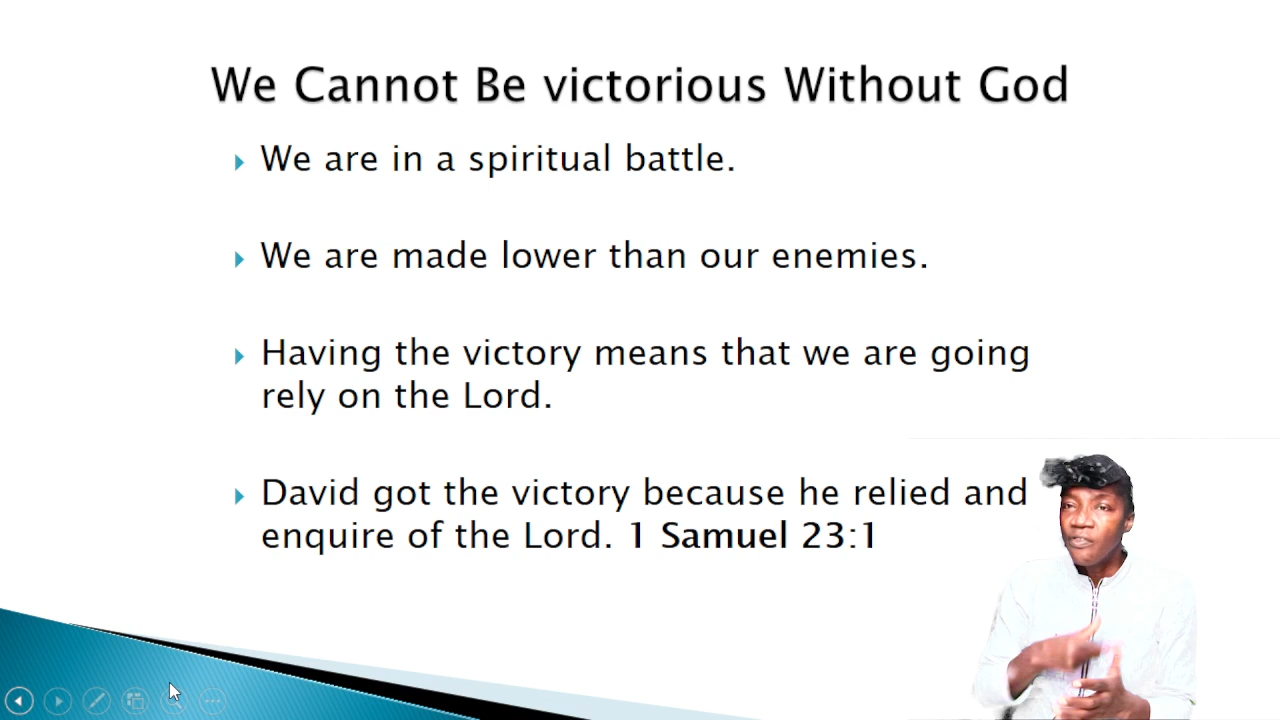 We Cannot Be victorious Without God
We are in a spiritual battle.
We are made lower than our enemies.
Having the victory means that we are going
rely on the Lord.
David got the victory because he relied and
enquire of the Lord. 1 Samuel 23:1